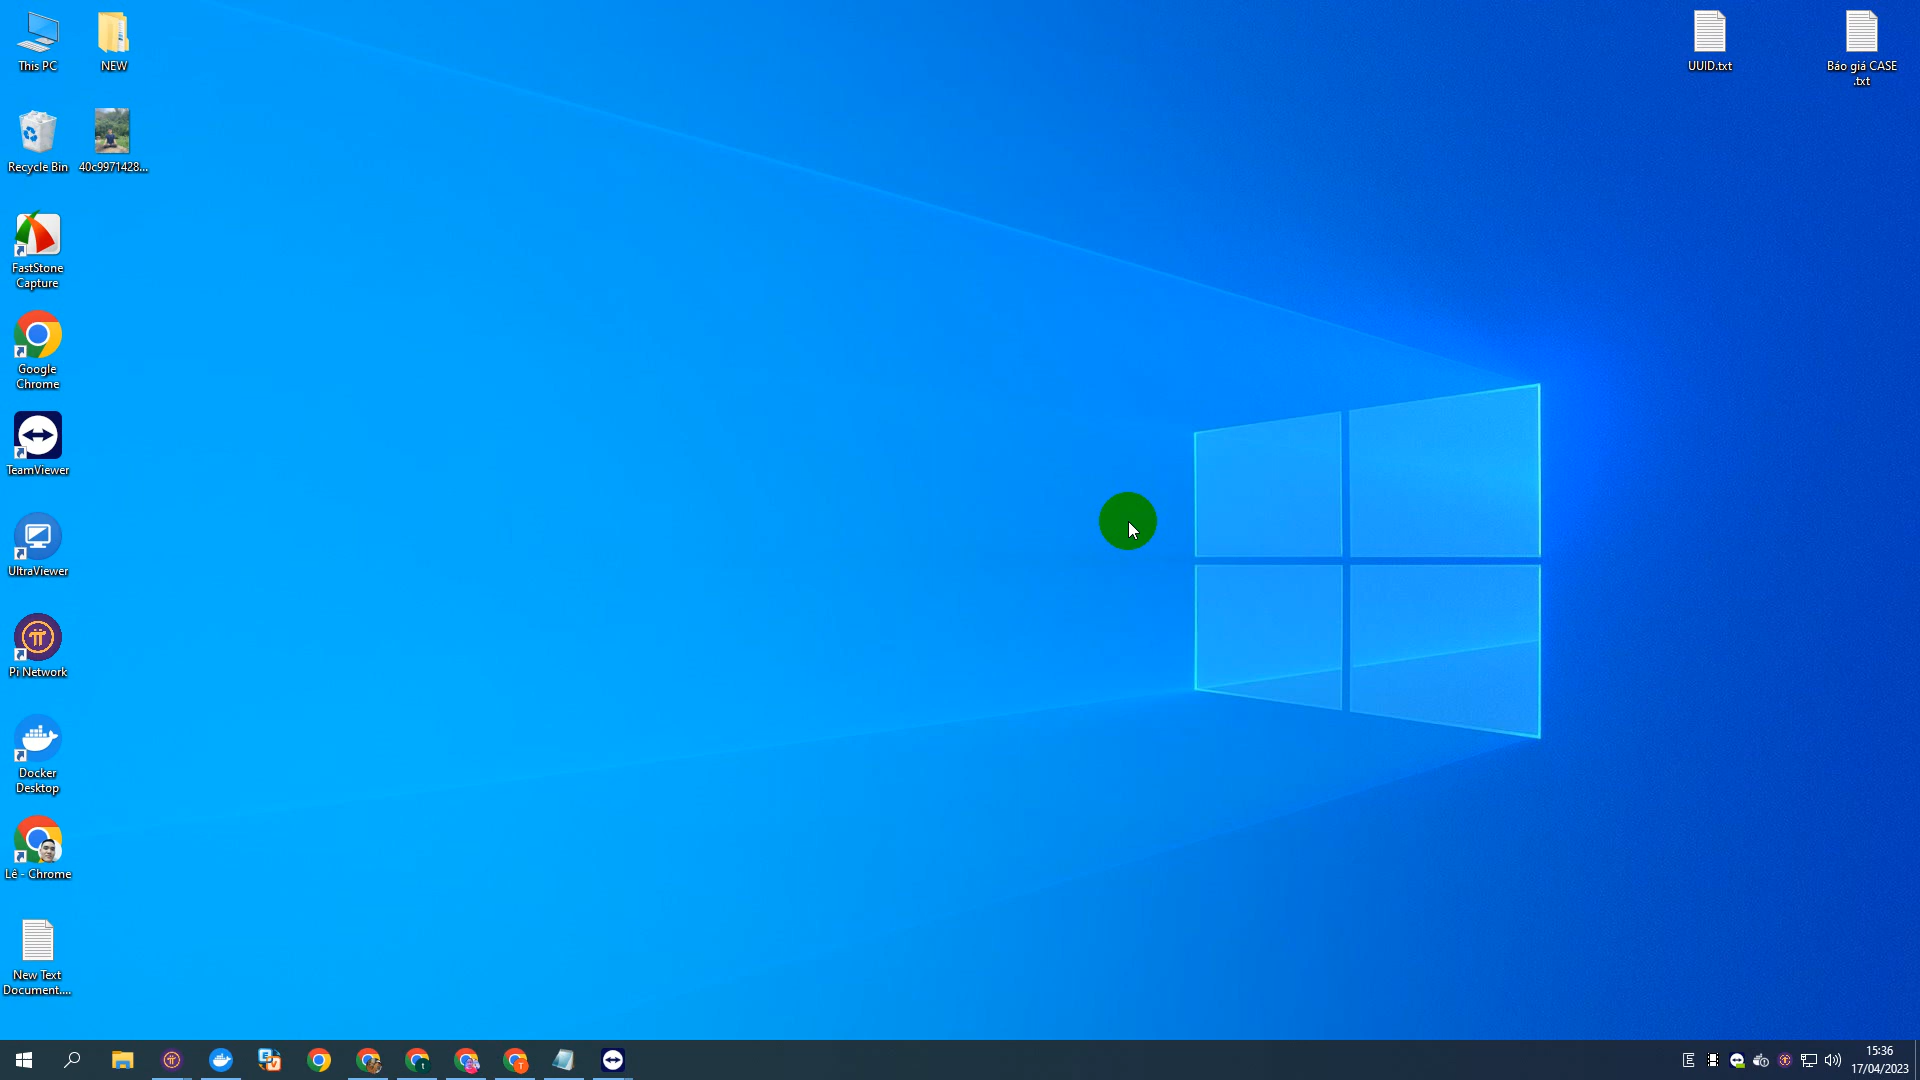 This PC
NEW
UUID.txt
Báo giá CASE
.txt
Recycle Bin
40c9971428...
FastStone
Capture
Google
Chrome
TeamViewer
UltraViewer
Pi Network
Docker
Desktop
Lê - Chrome
New Text
Document....
E
15:36
17/04/2023